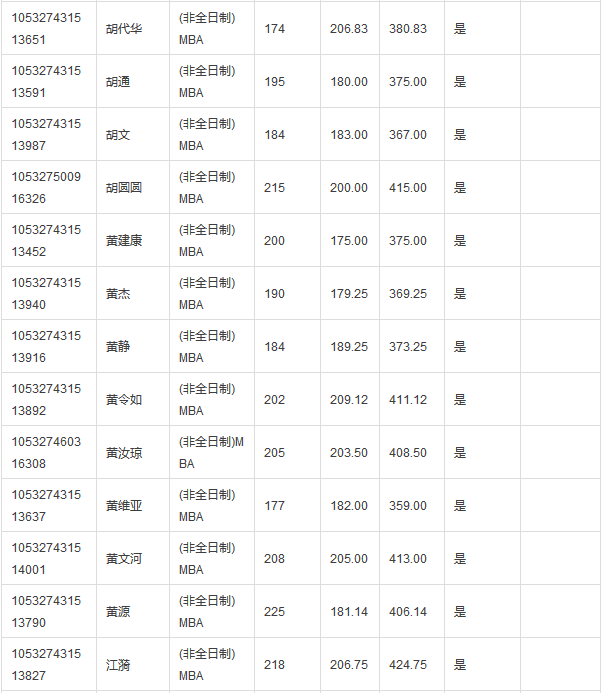 1053274315
13651
胡代华
(非全日制)
MBA
174
206.83
380.83
是
1053274315
13591
胡通
(非全日制)
MBA
195
180.00
375.00
是
1053274315
13987
胡文
(非全日制)
MBA
184
183.00
367.00
是
1053275009
16326
胡圆圆
(非全日制)
MBA
215
200.00
415.00
是
1053274315
13452
黄建康
(非全日制)
MBA
200
175.00
375.00
是
1053274315
13940
黄杰
(非全日制)
MBA
190
179.25
369.25
是
1053274315
13916
黄静
(非全日制)
MBA
184
189.25
373.25
是
1053274315
13892
黄令如
(非全日制)
MBA
202
209.12
411.12
是
1053274603
16308
黄汝琼
(非全日制)M
BA
205
203.50
408.50
是
1053274315
13637
黄维亚
(非全日制)
MBA
177
182.00
359.00
是
1053274315
14001
黄文河
(非全日制)
MBA
208
205.00
413.00
是
1053274315
13790
黄源
(非全日制)
MBA
225
181.14
406.14
是
1053274315
13827
江漪
(非全日制)
MBA
218
206.75
424.75
是